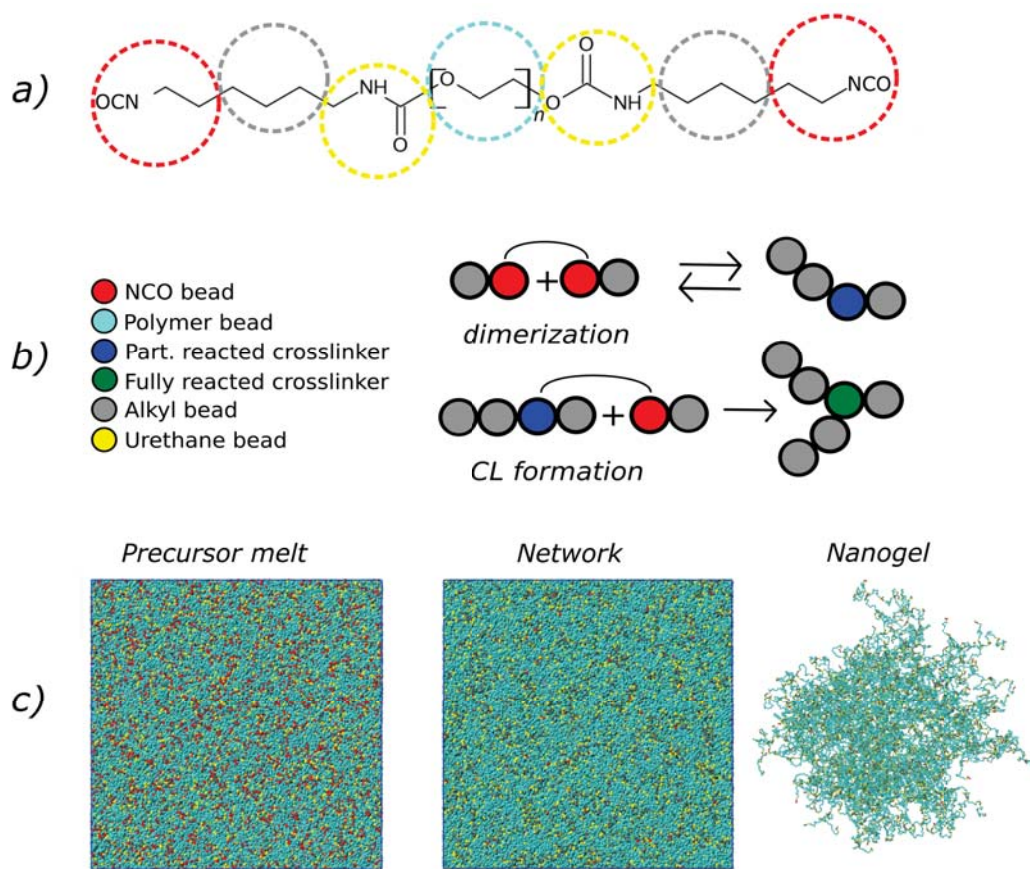 a)
OCN
NH
O
O
n
O
O
NH
NCO
b)
NCO bead
Polymer bead
Part. reacted crosslinker
Fully reacted crosslinker
Alkyl bead
Urethane bead
+
dimerization
+
CL formation
c)
Precursor melt
Network
Nanogel